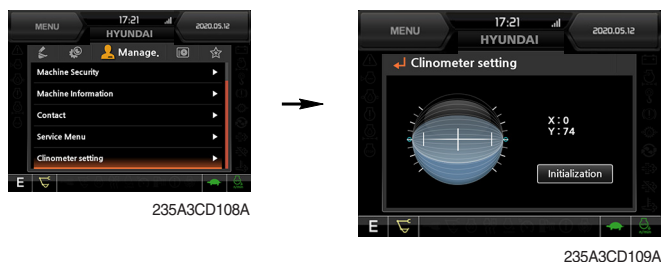 MENU
17:21
HYUNDAI
2020.05.12
Manage.
Machine Security
Machine Information
Contact
Service Menu
Clinometer setting
E
235A3CD108A
MENU
17:21
HYUNDAI
2020.05.12
Clinometer setting
X : 0
Y : 74
Initialization
E
235A3CD109A